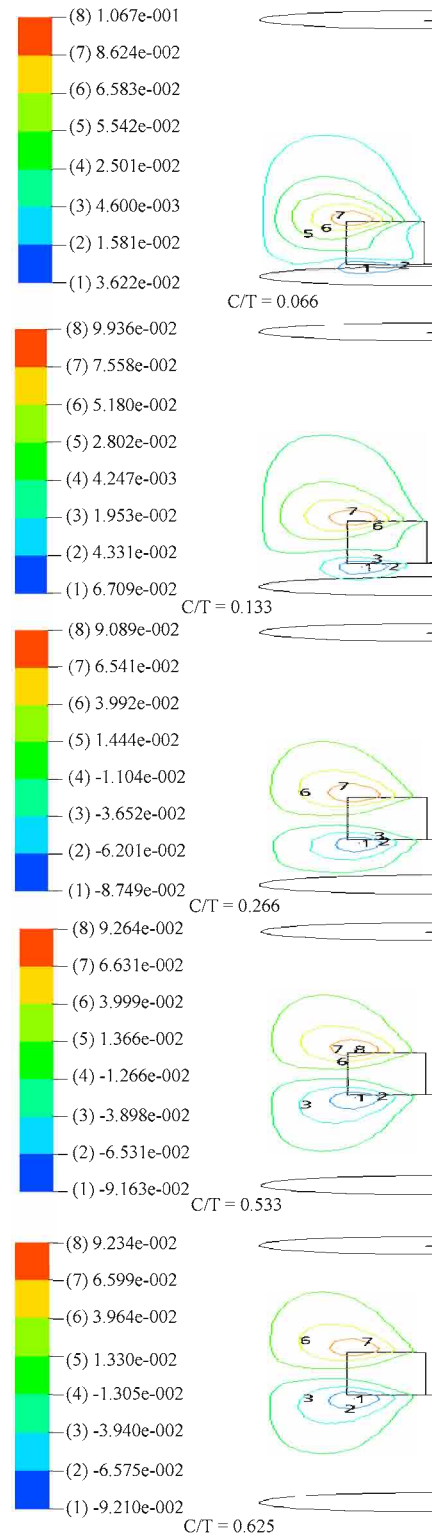 (8) 1.067e-001
(7) 8.624e-002
(6) 6.583e-002
(5) 5.542e-002
(4) 2.501e-002
(3) 4.600e-003
(2) 1.581e-002
(1) 3.622e-002
7
6
5
1 2
C/T = 0.066
(8) 9.936e-002
(7) 7.558e-002
(6) 5.180e-002
(5) 2.802e-002
(4) 4.247e-003
(3) 1.953e-002
(2) 4.331e-002
(1) 6.709e-002
7
6
3
1 2
C/T = 0.133
(8) 9.089e-002
(7) 6.541e-002
(6) 3.992e-002
(5) 1.444e-002
(4) -1.104e-002
(3) -3.652e-002
(2) -6.201e-002
(1) -8.749e-002
6 7
3
1 2
C/T = 0.266
(8) 9.264e-002
(7) 6.631e-002
(6) 3.999e-002
(5) 1.366e-002
(4) -1.266e-002
(3) -3.898e-002
(2) -6.531e-002
(1) -9.163e-002
7 8
6
3 1 2
C/T = 0.533
(8) 9.234e-002
(7) 6.599e-002
(6) 3.964e-002
(5) 1.330e-002
(4) -1.305e-002
(3) -3.940e-002
(2) -6.575e-002
(1) -9.210e-002
6 7
3 1
2
C/T = 0.625